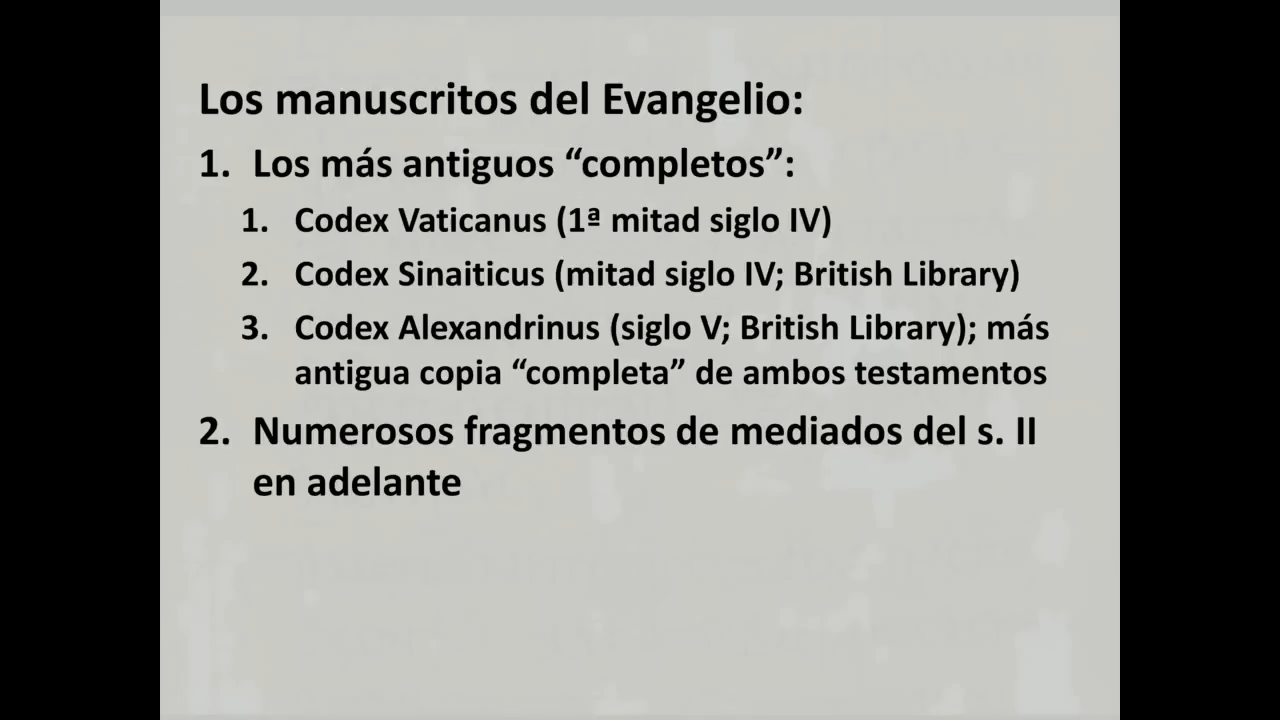 Los manuscritos del Evangelio:
1. Los más antiguos “completos”:
1. Codex Vaticanus (1ª mitad siglo IV)
2. Codex Sinaiticus (mitad siglo IV; British Library)
3. Codex Alexandrinus (siglo V; British Library); más
antigua copia “completa” de ambos testamentos
2. Numerosos fragmentos de mediados del s. II
en adelante